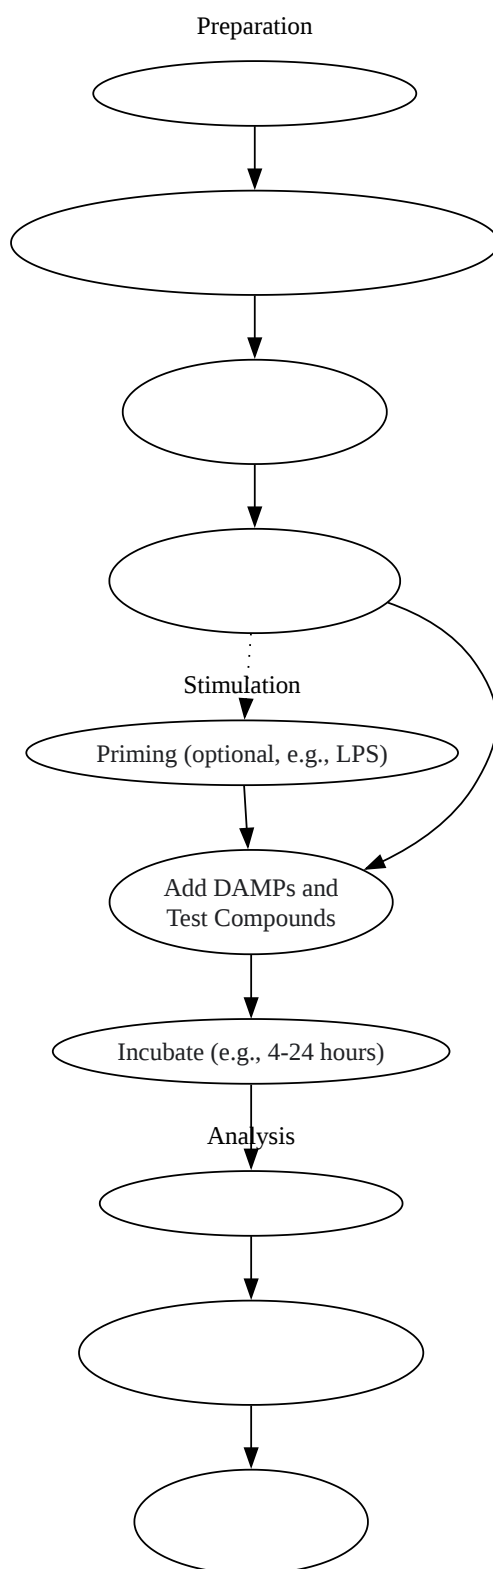 Preparation
Stimulation
Priming (optional, e.g., LPS)
Add DAMPs and
Test Compounds
Incubate (e.g., 4-24 hours)
Analysis